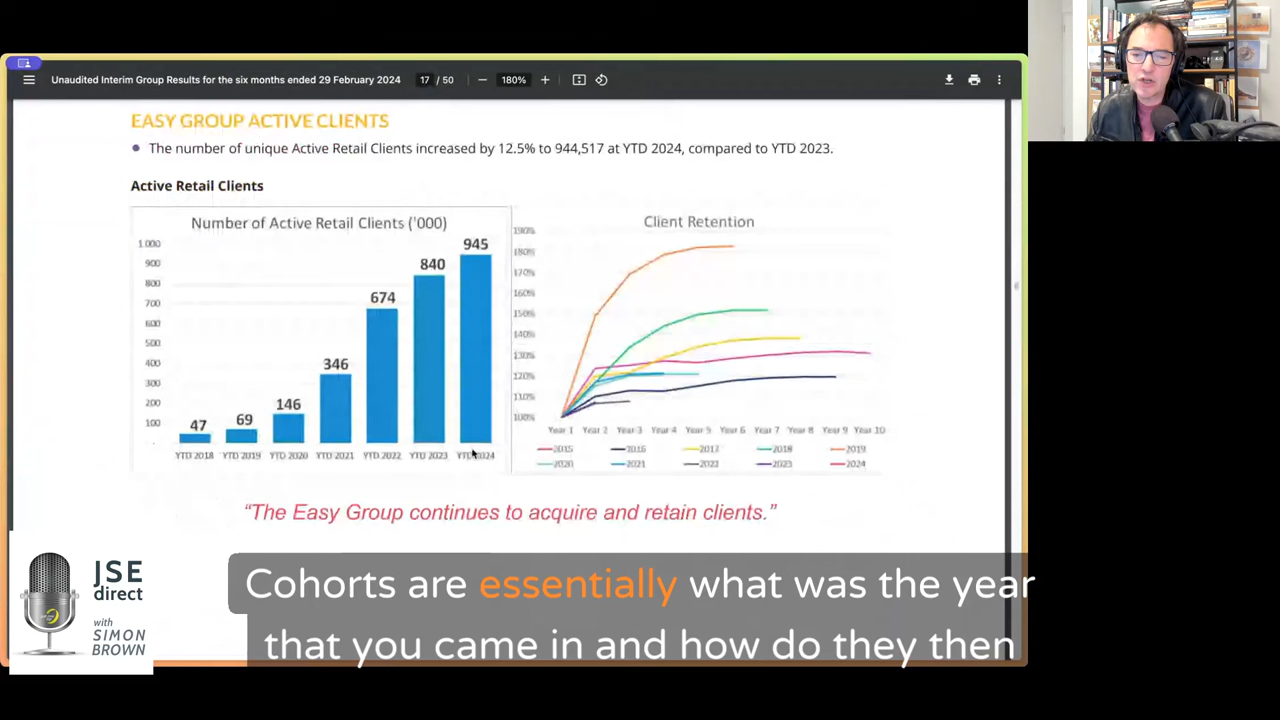 Unaudited Interim Group Results for the six months ended 29 February 2024
17 / 50
180%
EASY GROUP ACTIVE CLIENTS
The number of unique Active Retail Clients increased by 12.5% to 944,517 at YTD 2024, compared to YTD 2023.
Active Retail Clients
Number of Active Retail Clients ('000)
1 000
900
800
700
600
500
400
300
200
100
47
69
146
346
674
840
945
YTD 2018 YTD 2019 YTD 2020 YTD 2021 YTD 2022 YTD 2023 YTD 2024
Client Retention
190%
180%
170%
160%
150%
140%
130%
120%
110%
100%
Year 1 Year 2 Year 3 Year 4 Year 5 Year 6 Year 7 Year 8 Year 9 Year 10
2015 2016 2017 2018 2019
2020 2021 2022 2023 2024
“The Easy Group continues to acquire and retain clients.”
JSE
direct
with
SIMON
BROWN
Cohorts are essentially what was the year
that you came in and how do they then